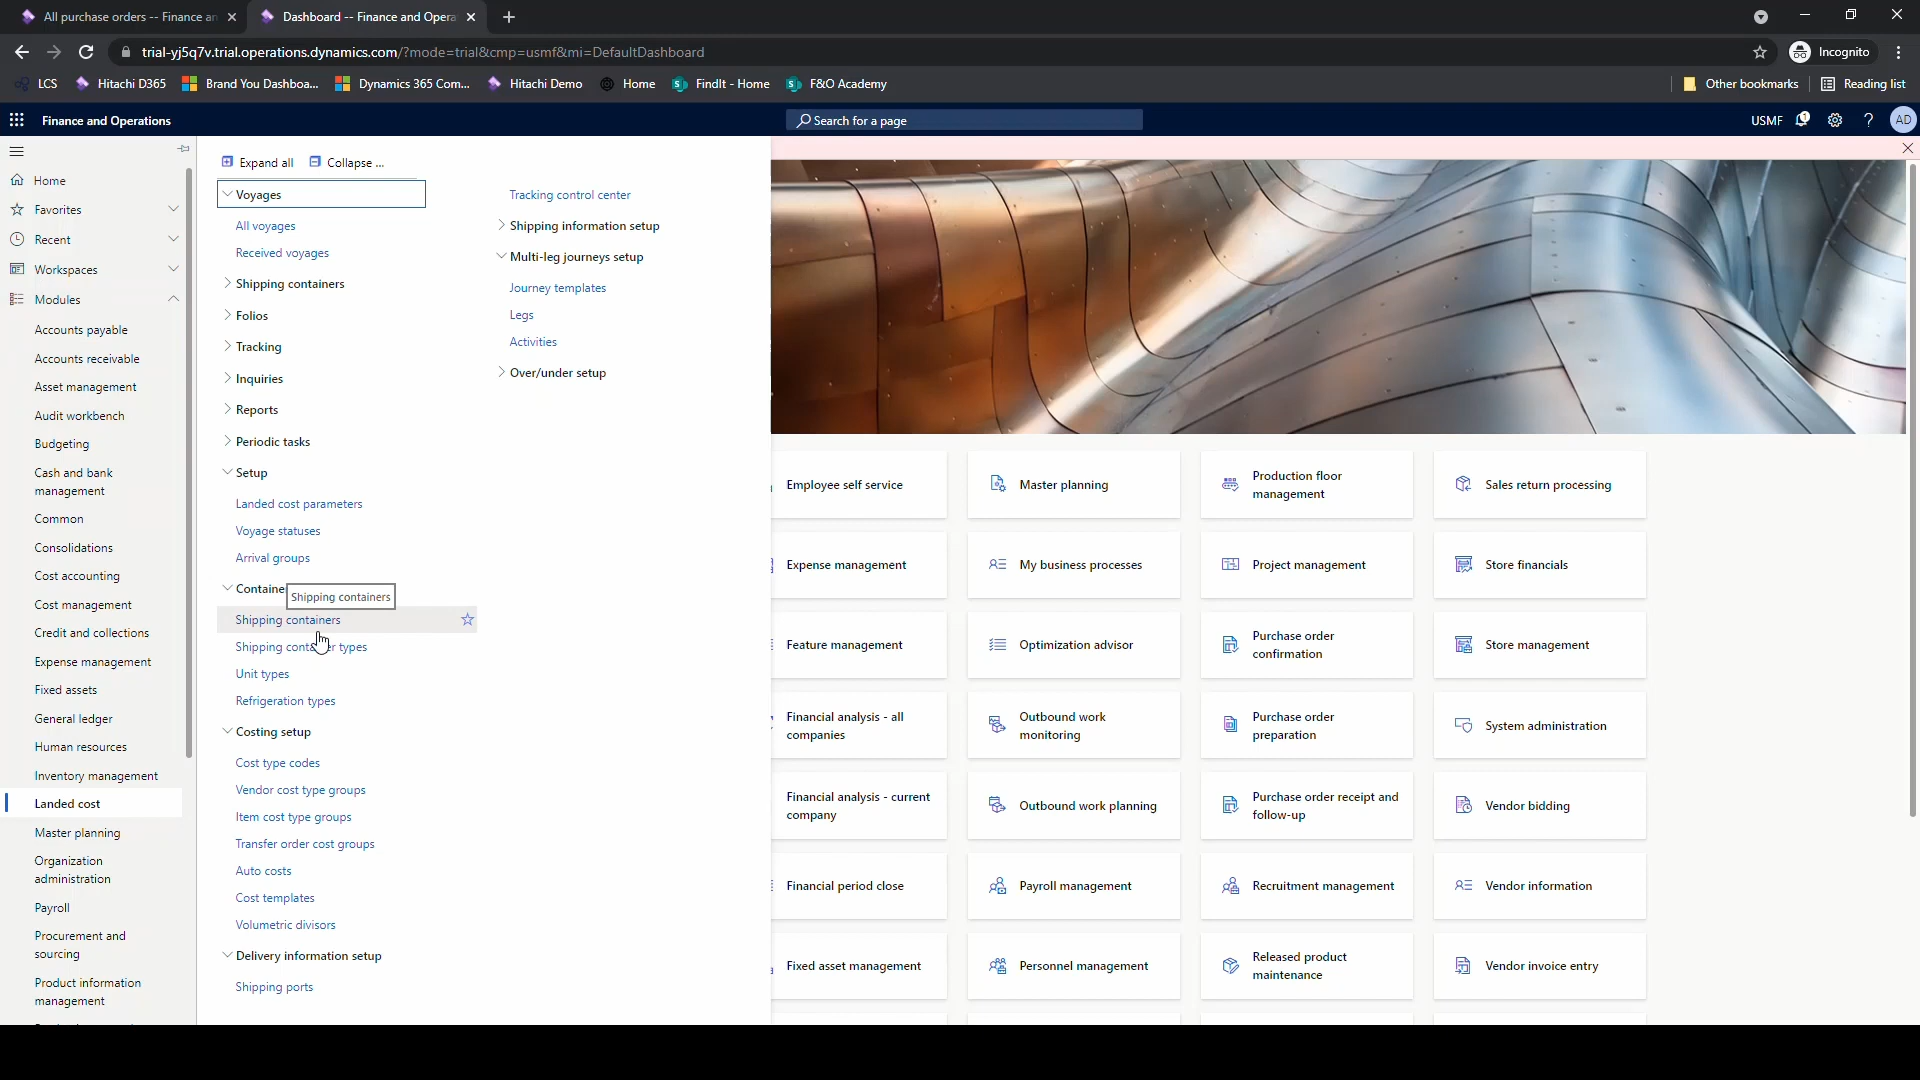 All purchase orders -- Finance an
Dashboard -- Finance and Opera
trial-yj5q7v.trial.operations.dynamics.com/?mode=trial&cmp=usmf&mi=DefaultDashboard
Incognito
LCS
Hitachi D365
Brand You Dashboa...
Dynamics 365 Com...
Hitachi Demo
Home
FindIt - Home
F&O Academy
Other bookmarks
Reading list
Finance and Operations
Search for a page
USMF
1
?
AD
Home
Favorites
Recent
Workspaces
Modules
Accounts payable
Accounts receivable
Asset management
Audit workbench
Budgeting
Cash and bank
management
Common
Consolidations
Cost accounting
Cost management
Credit and collections
Expense management
Fixed assets
General ledger
Human resources
Inventory management
Landed cost
Master planning
Organization
administration
Payroll
Procurement and
sourcing
Product information
management
Expand all
Collapse ...
Voyages
All voyages
Received voyages
Shipping containers
Folios
Tracking
Inquiries
Reports
Periodic tasks
Setup
Landed cost parameters
Voyage statuses
Arrival groups
Containe
Shipping containers
Shipping containers
Shipping container types
Unit types
Refrigeration types
Costing setup
Cost type codes
Vendor cost type groups
Item cost type groups
Transfer order cost groups
Auto costs
Cost templates
Volumetric divisors
Delivery information setup
Shipping ports
Tracking control center
Shipping information setup
Multi-leg journeys setup
Journey templates
Legs
Activities
Over/under setup
Employee self service
Master planning
Production floor
management
Sales return processing
Expense management
My business processes
Project management
Store financials
Feature management
Optimization advisor
Purchase order
confirmation
Store management
Financial analysis - all
companies
Outbound work
monitoring
Purchase order
preparation
System administration
Financial analysis - current
company
Outbound work planning
Purchase order receipt and
follow-up
Vendor bidding
Financial period close
Payroll management
Recruitment management
Vendor information
Fixed asset management
Personnel management
Released product
maintenance
Vendor invoice entry